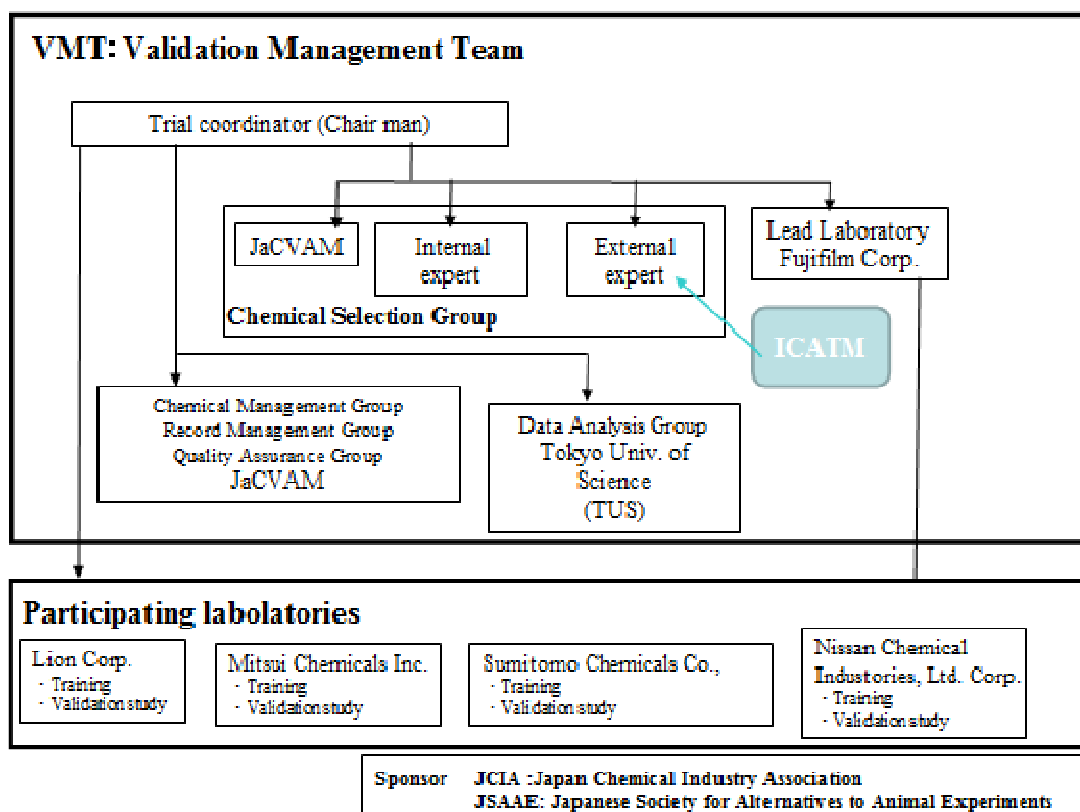 VMT: Validation Management Team
Trial coordinator (Chair man)
JaCVAM
Internal
expert
External
expert
Lead Laboratory
Fujifilm Corp.
Chemical Selection Group
ICATM
Chemical Management Group
Record Management Group
Quality Assurance Group
JaCVAM
Data Analysis Group
Tokyo Univ. of
Science
(TUS)
Participating labolatories
Lion Corp.
· Training
· Validation study
Mitsui Chemicals Inc.
· Training
· Validation study
Sumitomo Chemicals Co.,
· Training
· Validation study
Nissan Chemical
Industories, Ltd. Corp.
· Training
· Validation study
Sponsor JCIA :Japan Chemical Industry Association
JSAAE: Japanese Society for Alternatives to Animal Experiments